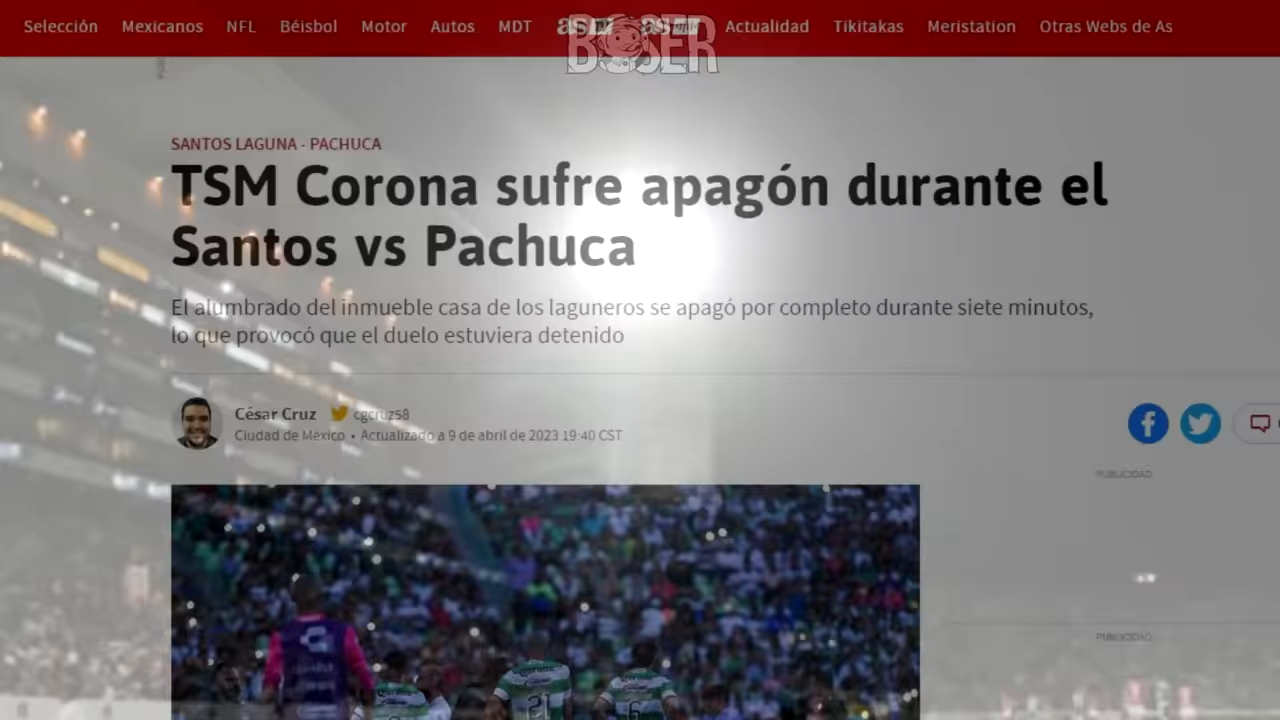 Selección Mexicanos NFL Béisbol Motor Autos MDT Actualidad Tikitakas Meristation Otras Webs de As
BOSER
SANTOS LAGUNA - PACHUCA
TSM Corona sufre apagón durante el
Santos vs Pachuca
El alumbrado del inmueble casa de los laguneros se apagó por completo durante siete minutos,
lo que provocó que el duelo estuviera detenido
César Cruz cgcruz58
Ciudad de México • Actualizado a 9 de abril de 2023 19:40 CST
PUBLICIDAD
PUBLICIDAD
21
6